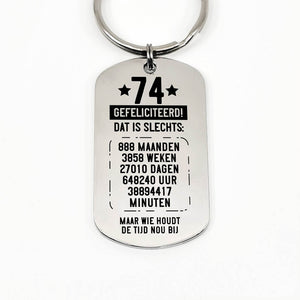 74
GEFELICITEERD!
DAT IS SLECHTS:
888 MAANDEN
3858 WEKEN
27010 DAGEN
648240 UUR
38894417
MINUTEN
MAAR WIE HOUDT
DE TIJD NOU BIJ